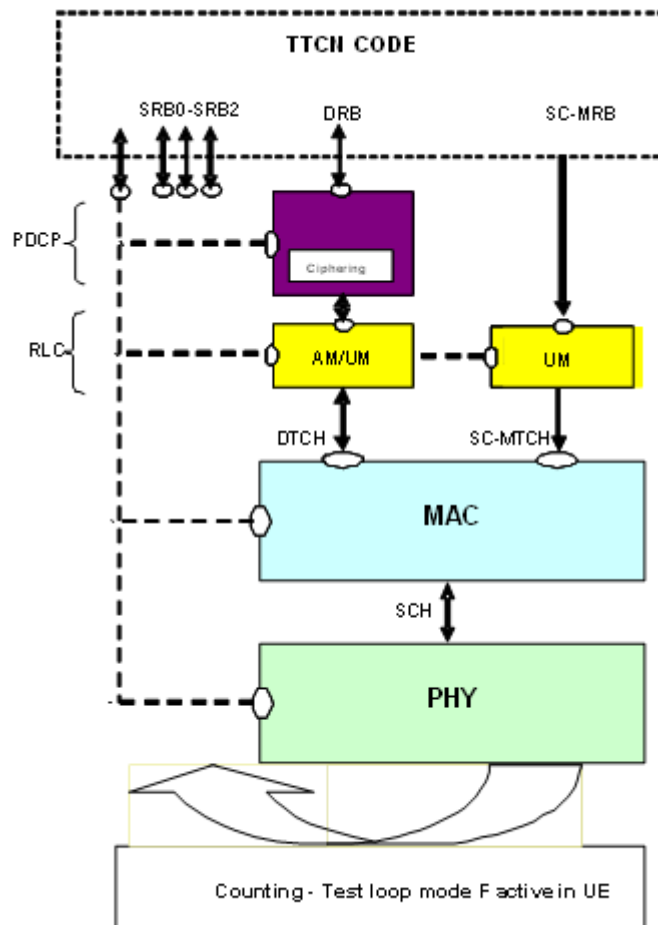 TTCN CODE
SRB0-SRB2
DRB
SC-MRB
PDCP
Ciphering
RLC
AM/UM
UM
DTCH
SC-MTCH
MAC
SCH
PHY
Counting - Test loop mode F active in UE